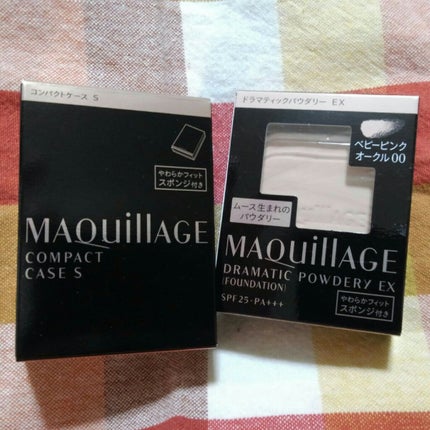 コンパクトケース S
やわらかフィット
スポンジ付き
MAQuillAGE
COMPACT
CASE S
ドラマティックパウダリー EX
ベビーピンク
オークル00
ムース生まれの
パウダリー
MAQuillAGE
DRAMATIC POWDERY EX
(FOUNDATION)
SPF25・PA+++
やわらかフィット
スポンジ付き